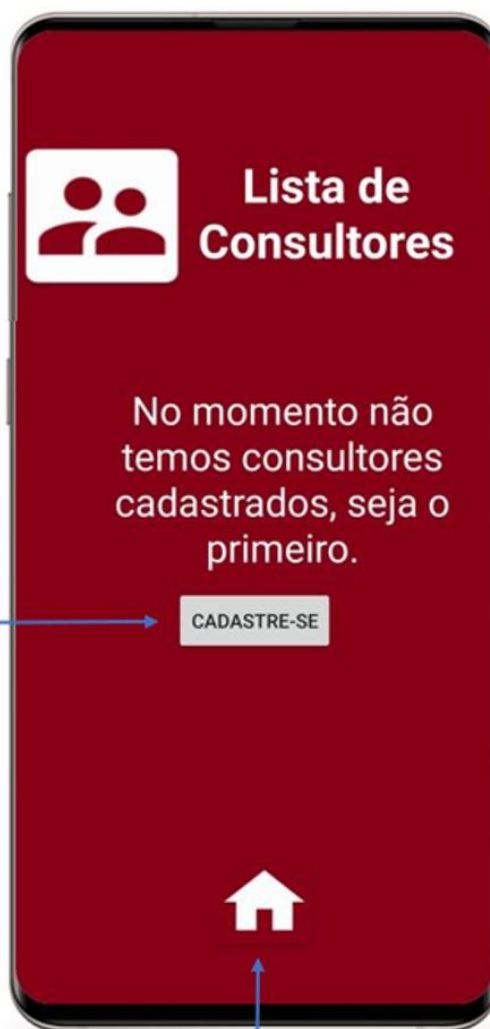 Lista de
Consultores
No momento não
temos consultores
cadastrados, seja o
primeiro.
CADASTRE-SE